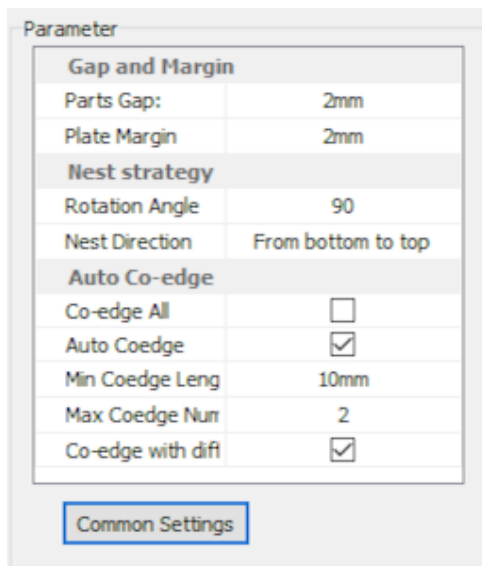 Parameter
Gap and Margin
Parts Gap: 2mm
Plate Margin 2mm
Nest strategy
Rotation Angle 90
Nest Direction From bottom to top
Auto Co-edge
Co-edge All
Auto Coedge
Min Coedge Leng 10mm
Max Coedge Num 2
Co-edge with diff
Common Settings